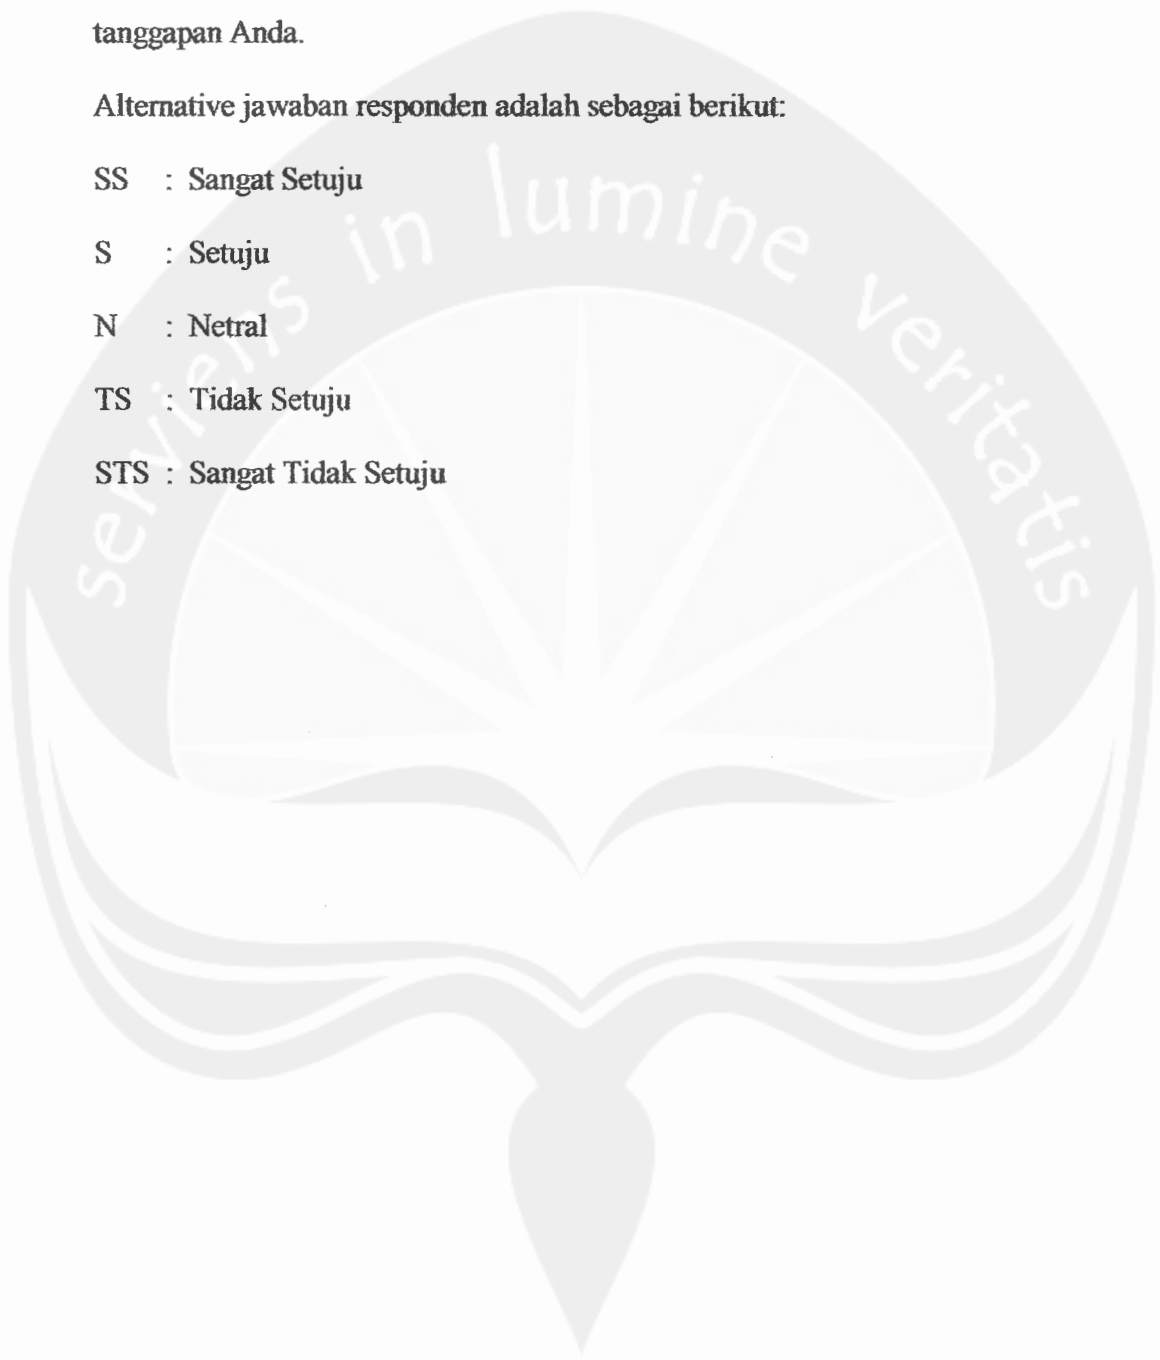 tanggapan Anda.
Alternative jawaban responden adalah sebagai berikut:
SS : Sangat Setuju
S : Setuju
N : Netral
TS : Tidak Setuju
STS : Sangat Tidak Setuju
serviens in lumine veritatis